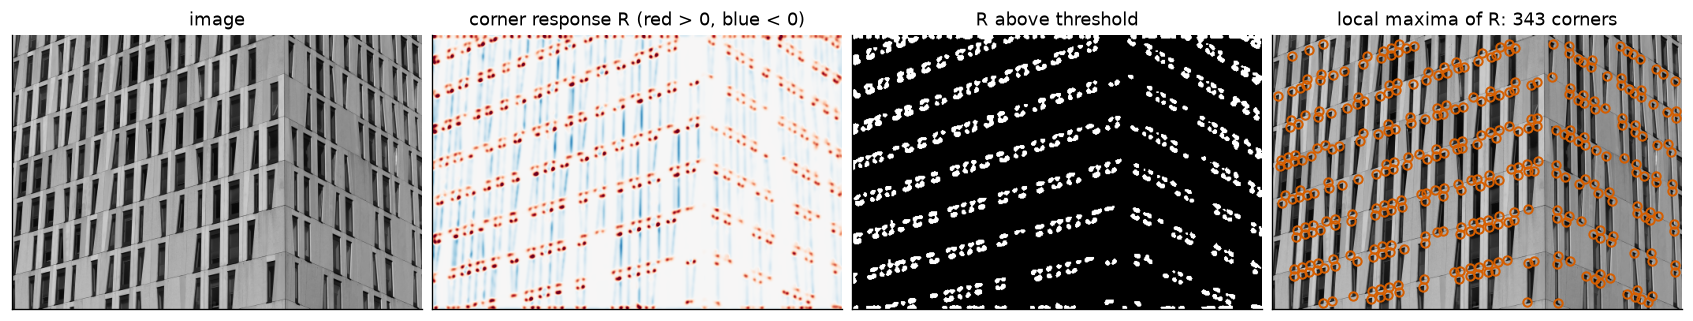 image
corner response R (red > 0, blue < 0)
R above threshold
local maxima of R: 343 corners